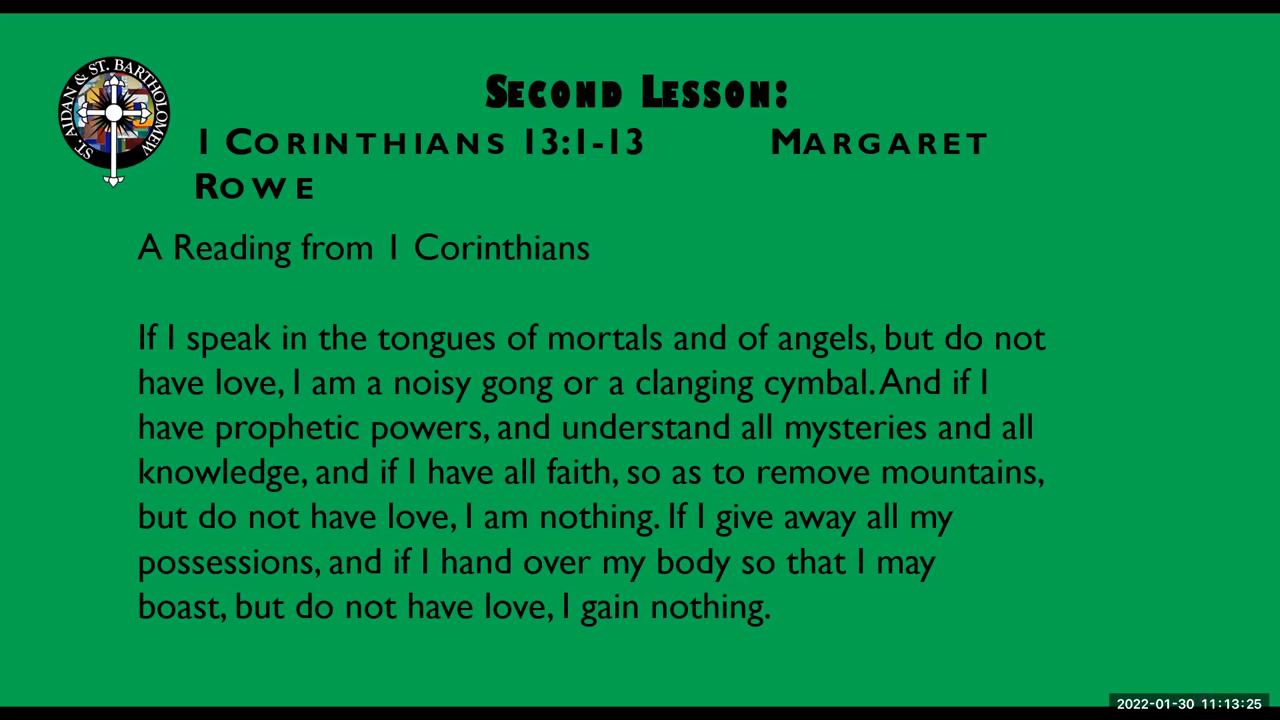 ST. AIDAN & ST. BARTHOLOMEW
SECOND LESSON:
1 CORINTHIANS 13:1-13 MARGARET
ROWE
A Reading from 1 Corinthians
If I speak in the tongues of mortals and of angels, but do not
have love, I am a noisy gong or a clanging cymbal. And if I
have prophetic powers, and understand all mysteries and all
knowledge, and if I have all faith, so as to remove mountains,
but do not have love, I am nothing. If I give away all my
possessions, and if I hand over my body so that I may
boast, but do not have love, I gain nothing.
2022-01-30 11:13:25